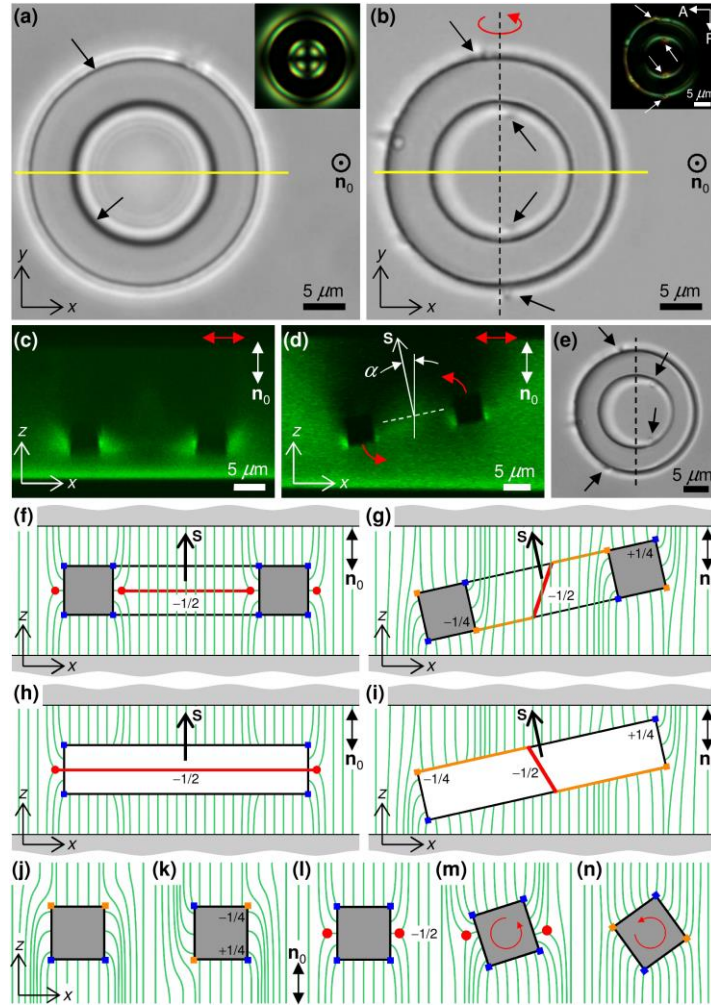 (a)
n₀
y
x
5 μm
(b)
A
P
5 μm
n₀
y
x
5 μm
(c)
n₀
z
x
5 μm
(d)
s
α
n₀
z
x
5 μm
(e)
5 μm
(f)
s
−1/2
n₀
z
x
(g)
s
+1/4
−1/2
−1/4
n₀
z
x
(h)
s
−1/2
n₀
z
x
(i)
s
+1/4
−1/4
−1/2
n
z
x
(j)
z
x
(k)
−1/4
+1/4
n₀
(l)
−1/2
(m)
(n)